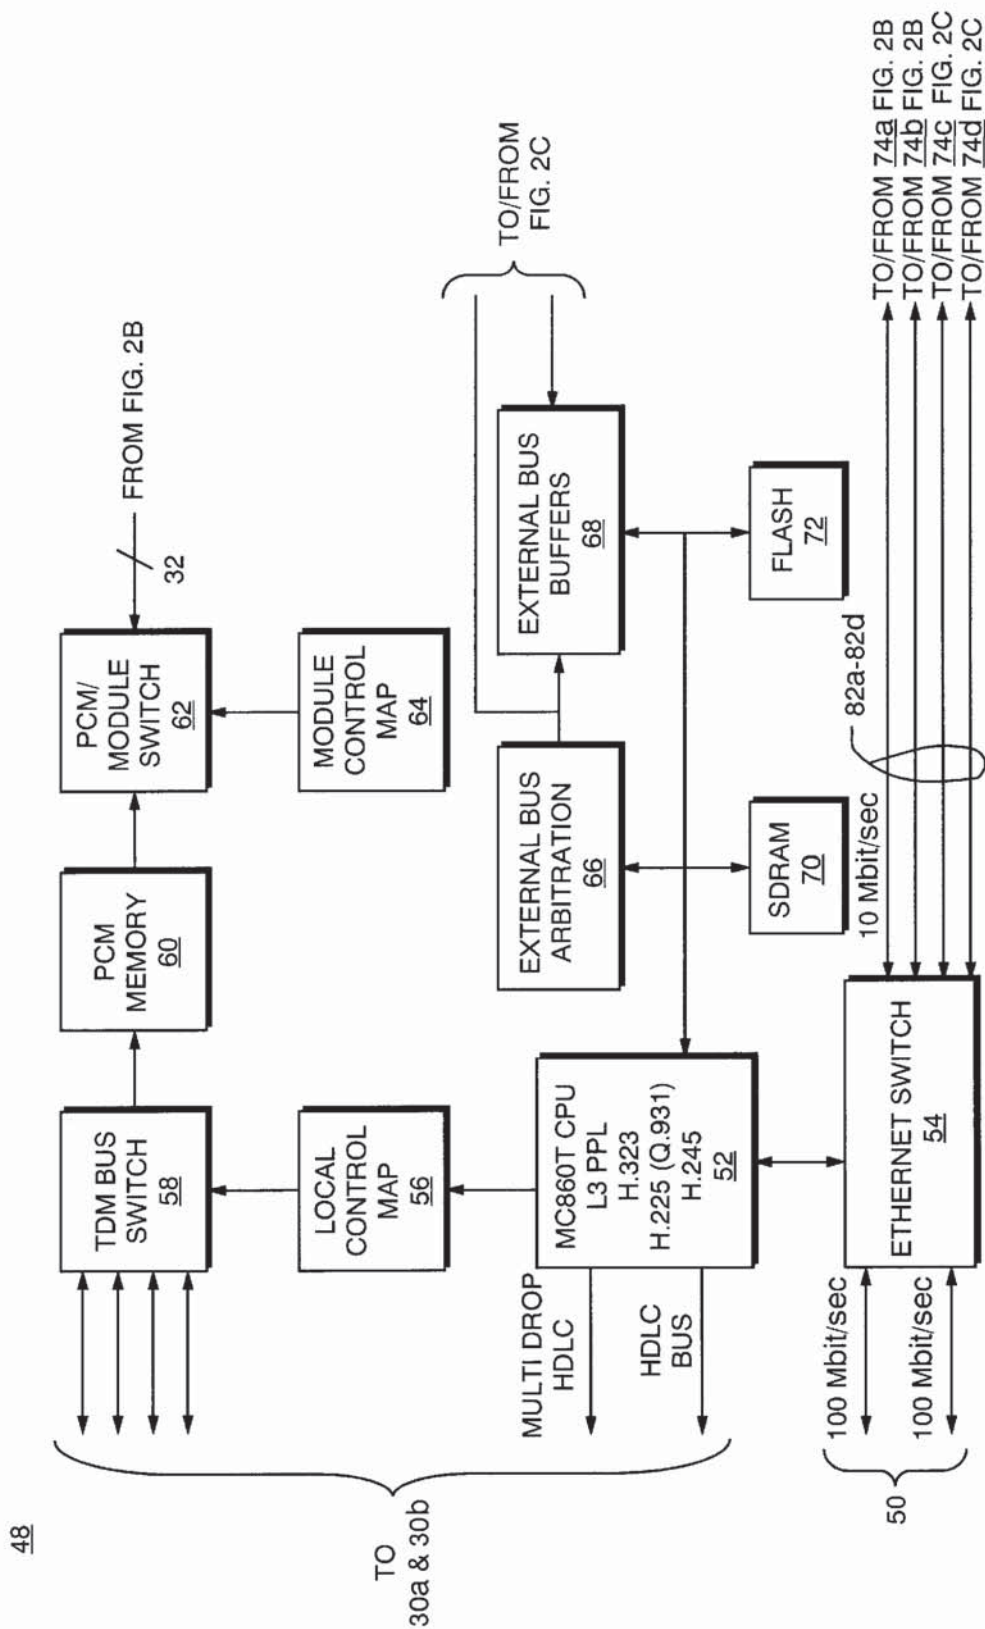 48
TDM BUS
SWITCH
58
PCM
MEMORY
60
PCM/
MODULE
SWITCH
62
FROM FIG. 2B
32
LOCAL
CONTROL
MAP
56
MODULE
CONTROL
MAP
64
TO
30a & 30b
TO/FROM
FIG. 2C
MULTI DROP
HDLC
HDLC
BUS
MC860T CPU
L3 PPL
H.323
H.225 (Q.931)
H.245
52
EXTERNAL BUS
ARBITRATION
66
EXTERNAL BUS
BUFFERS
68
SDRAM
70
FLASH
72
50
100 Mbit/sec
100 Mbit/sec
ETHERNET SWITCH
54
10 Mbit/sec
82a-82d
TO/FROM 74a FIG. 2B
TO/FROM 74b FIG. 2B
TO/FROM 74c FIG. 2C
TO/FROM 74d FIG. 2C